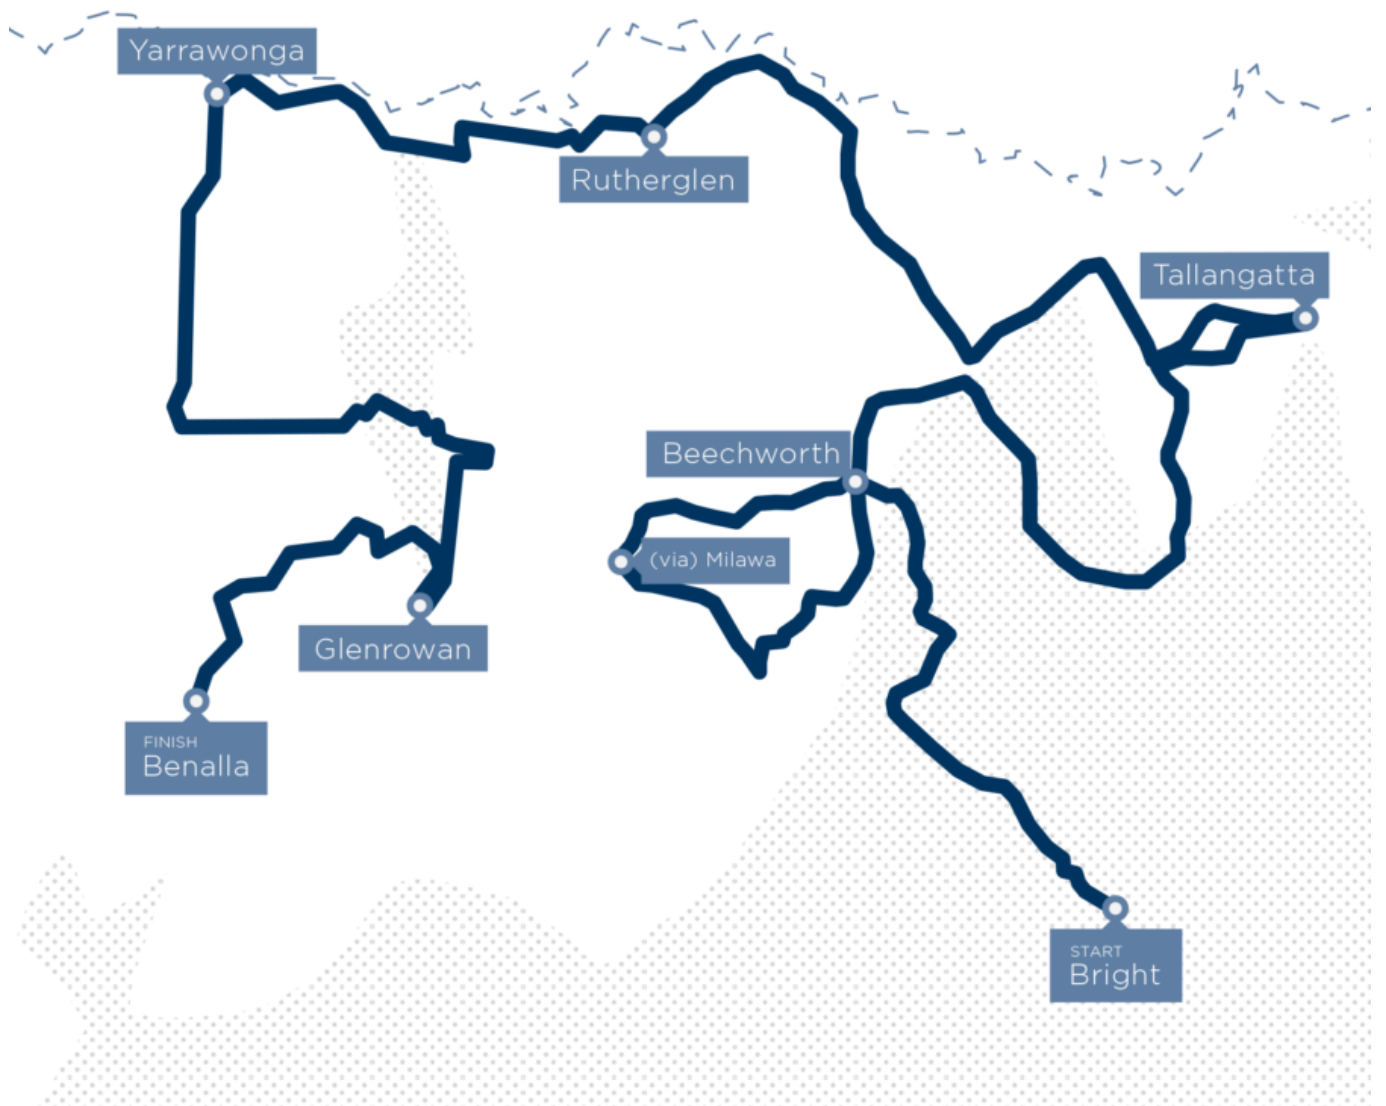 Yarrawonga
Rutherglen
Tallangatta
Beechworth
(via) Milawa
Glenrowan
FINISH
Benalla
START
Bright